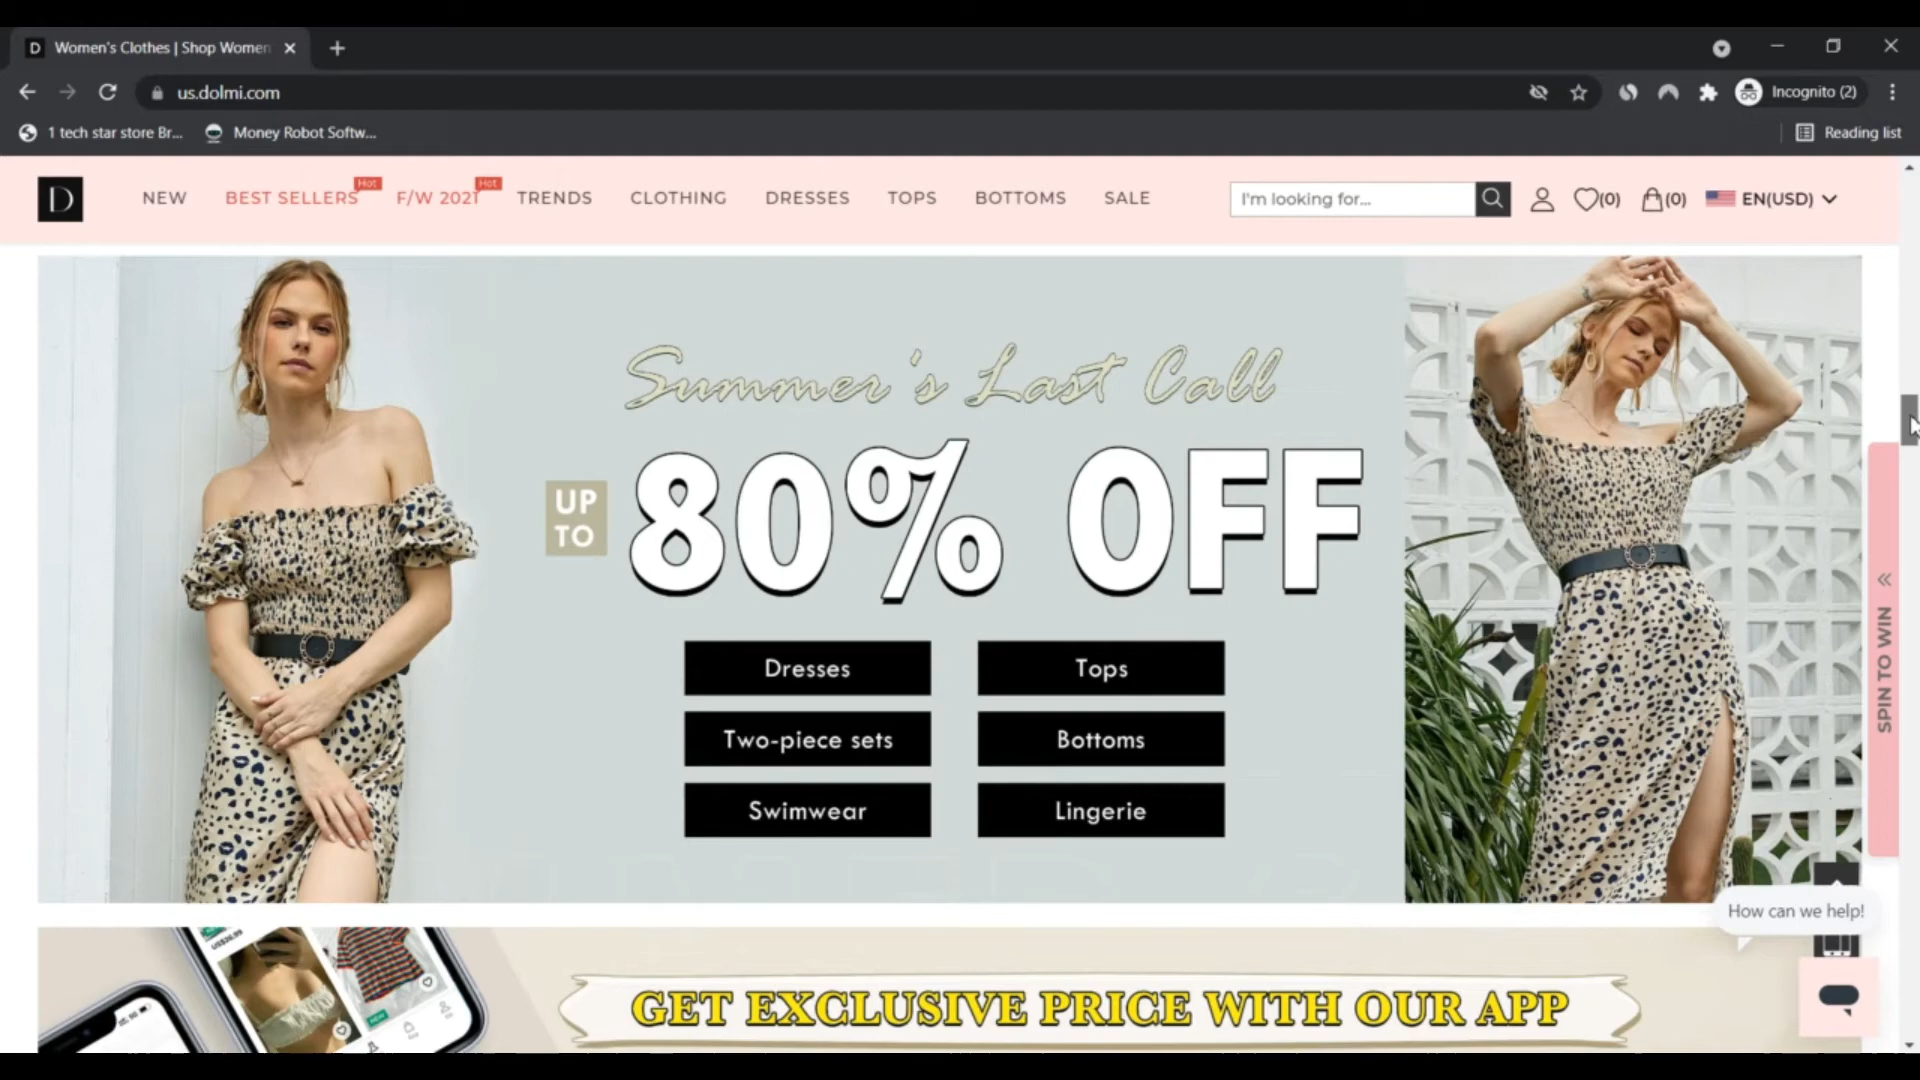 D Women's Clothes | Shop Women
us.dolmi.com
Incognito (2)
1 tech star store Br...
Money Robot Softw...
Reading list
D
NEW
BEST SELLERS
Hot
F/W 2021
Hot
TRENDS
CLOTHING
DRESSES
TOPS
BOTTOMS
SALE
I'm looking for...
(0)
(0)
EN(USD)
Summer's Last Call
UP
TO
80% OFF
Dresses
Tops
Two-piece sets
Bottoms
Swimwear
Lingerie
SPIN TO WIN
How can we help!
NEW
GET EXCLUSIVE PRICE WITH OUR APP